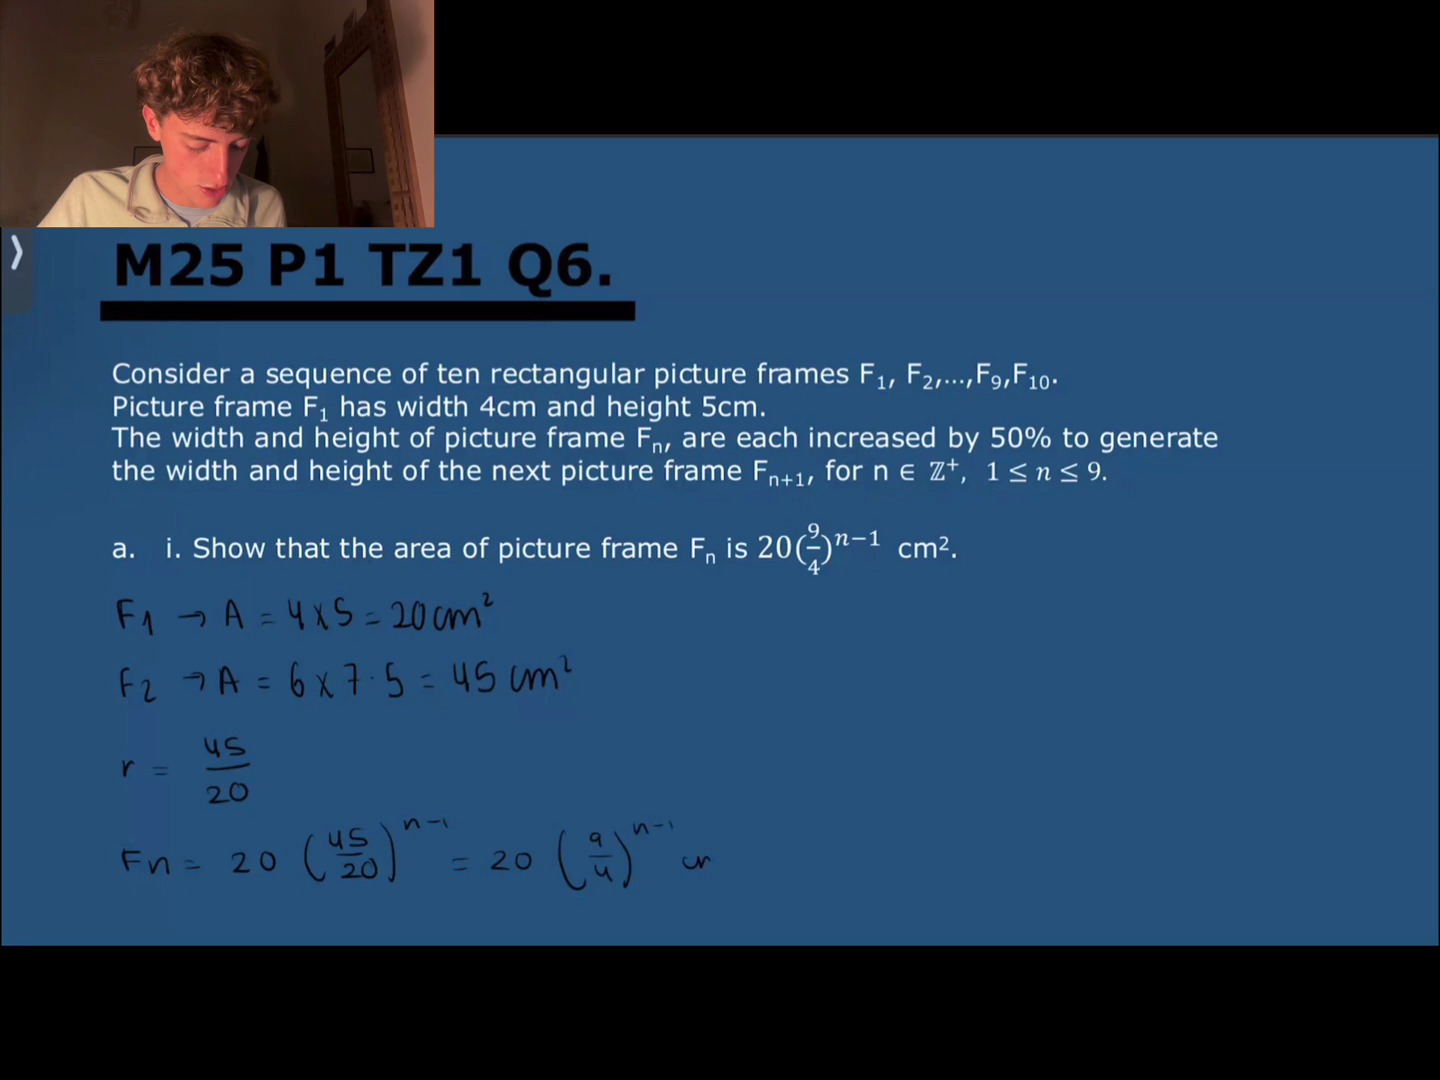 M25 P1 TZ1 Q6.
Consider a sequence of ten rectangular picture frames F₁, F₂,...,F₉,F₁₀.
Picture frame F₁ has width 4cm and height 5cm.
The width and height of picture frame Fₙ, are each increased by 50% to generate
the width and height of the next picture frame Fₙ₊₁, for n ∈ ℤ⁺, 1 ≤ n ≤ 9.
a. i. Show that the area of picture frame Fₙ is 20(9/4)ⁿ⁻¹ cm².
F1 → A = 4 x 5 = 20 cm²
F2 → A = 6 x 7.5 = 45 cm²
r = 45/20
Fn = 20 (45/20)ⁿ⁻¹ = 20 (9/4)ⁿ⁻¹ cm